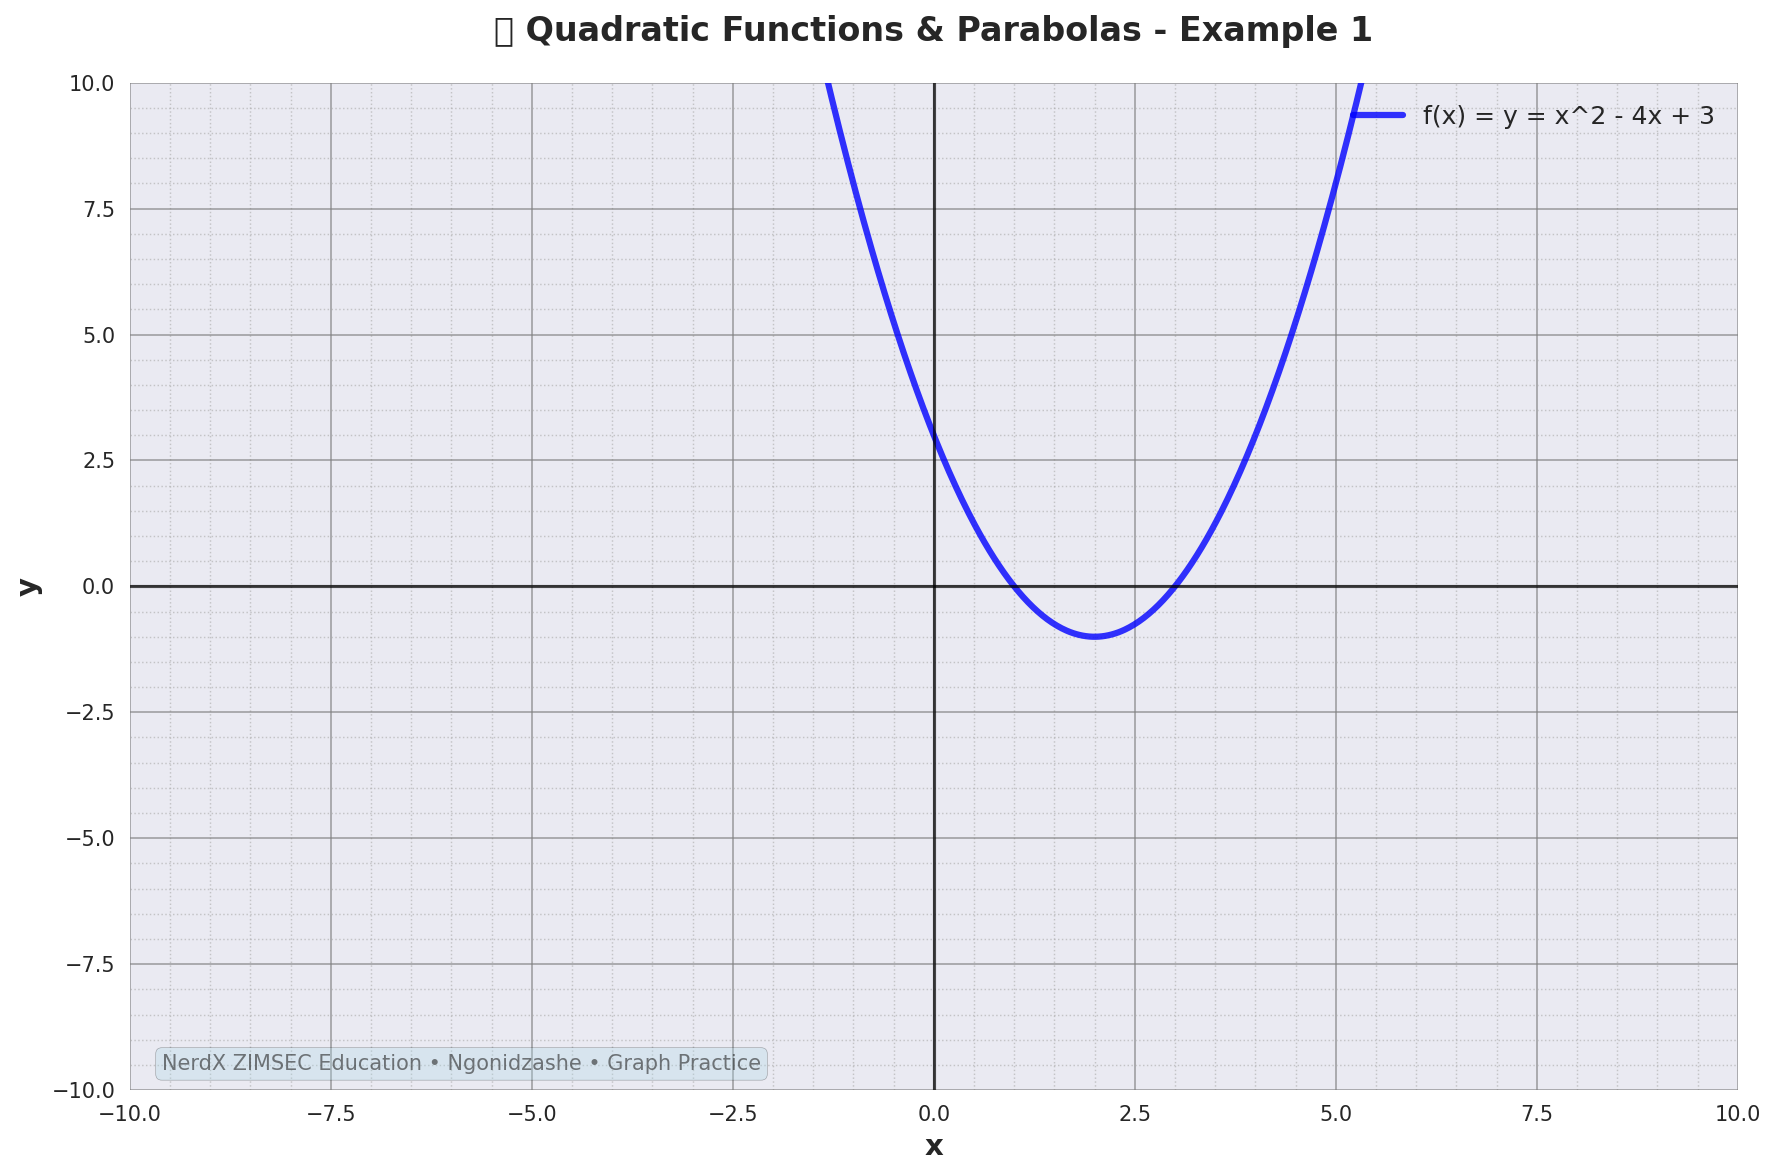 ▯ Quadratic Functions & Parabolas - Example 1
10.0
7.5
5.0
2.5
0.0
−2.5
−5.0
−7.5
−10.0
y
f(x) = y = x^2 - 4x + 3
NerdX ZIMSEC Education • Ngonidzashe • Graph Practice
−10.0 −7.5 −5.0 −2.5 0.0 2.5 5.0 7.5 10.0
x